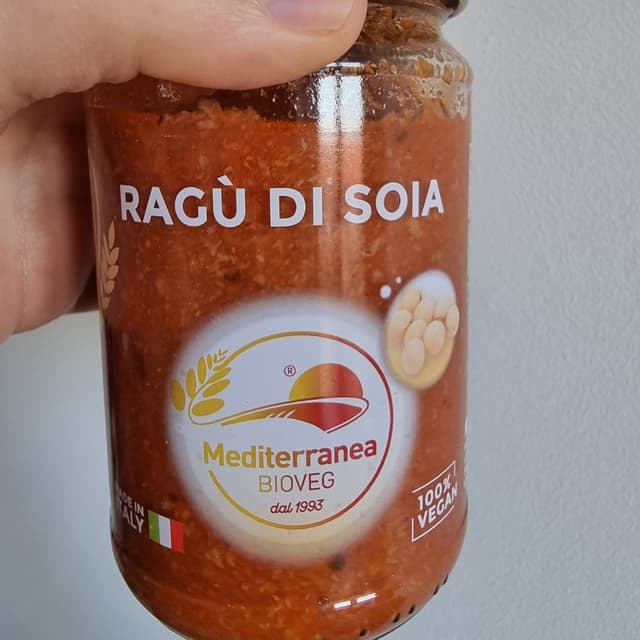 RAGÙ DI SOIA
®
Mediterranea
BIOVEG
dal 1993
MADE IN
ITALY
100%
VEGAN